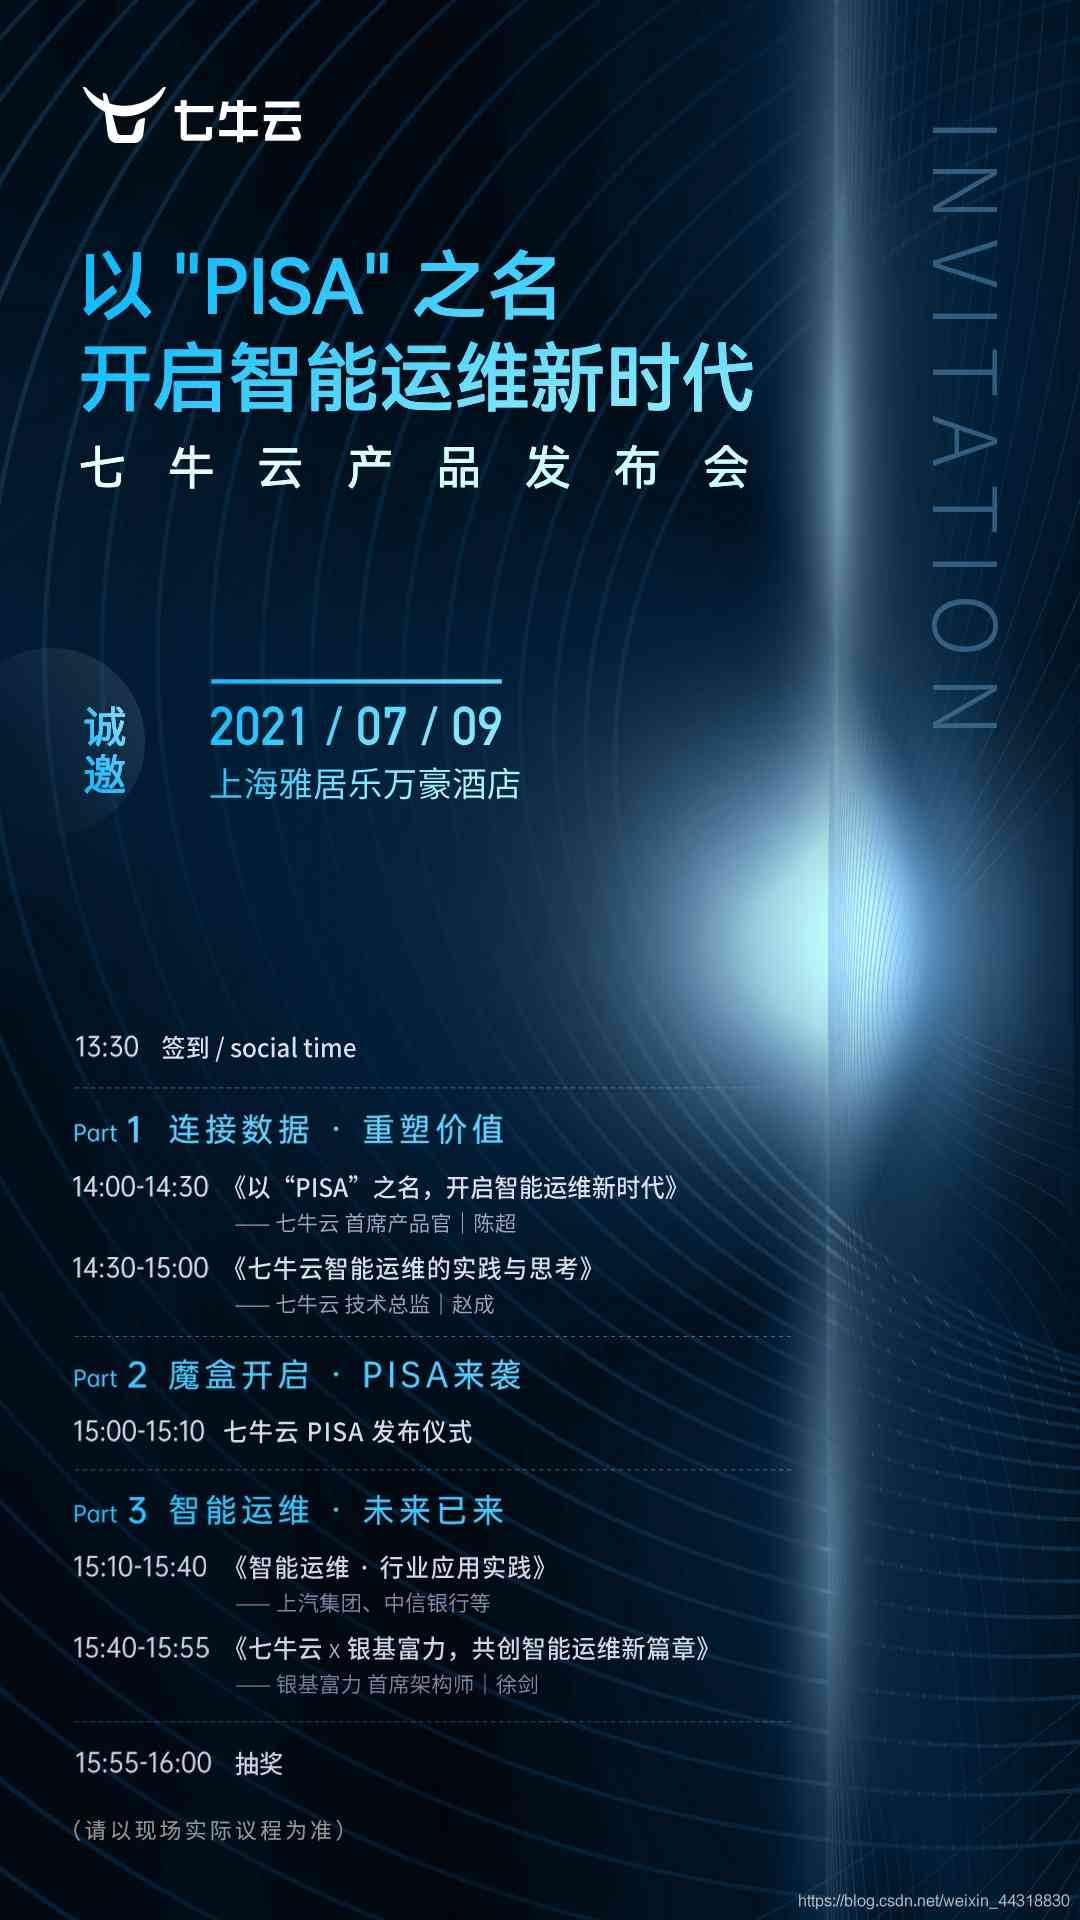 七牛云
INVITATION
以 "PISA" 之名
开启智能运维新时代
七牛云产品发布会
诚邀
2021 / 07 / 09
上海雅居乐万豪酒店
13:30 签到 / social time
Part 1 连接数据 · 重塑价值
14:00-14:30 《以“PISA”之名，开启智能运维新时代》
—— 七牛云 首席产品官｜陈超
14:30-15:00 《七牛云智能运维的实践与思考》
—— 七牛云 技术总监｜赵成
Part 2 魔盒开启 · PISA来袭
15:00-15:10 七牛云 PISA 发布仪式
Part 3 智能运维 · 未来已来
15:10-15:40 《智能运维 · 行业应用实践》
—— 上汽集团、中信银行等
15:40-15:55 《七牛云 x 银基富力，共创智能运维新篇章》
—— 银基富力 首席架构师｜徐剑
15:55-16:00 抽奖
（请以现场实际议程为准）
https://blog.csdn.net/weixin_44318830